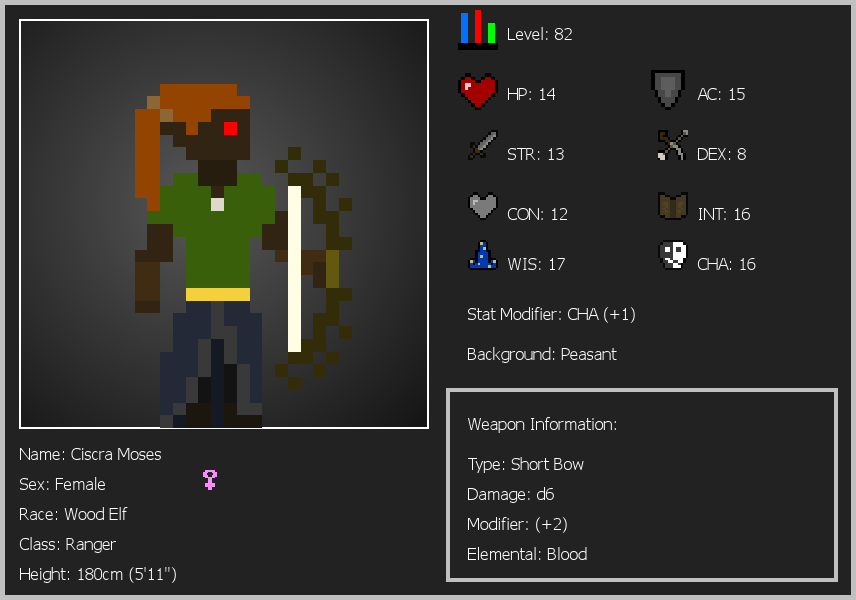 Level: 82
HP: 14
AC: 15
STR: 13
DEX: 8
CON: 12
INT: 16
WIS: 17
CHA: 16
Stat Modifier: CHA (+1)
Background: Peasant
Weapon Information:
Type: Short Bow
Damage: d6
Modifier: (+2)
Elemental: Blood
Name: Ciscra Moses
Sex: Female
Race: Wood Elf
Class: Ranger
Height: 180cm (5'11")